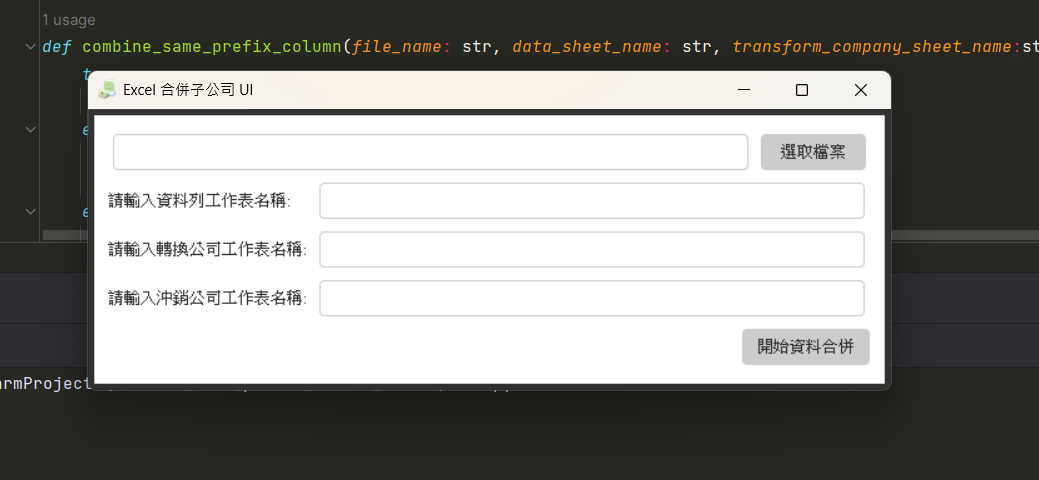 1 usage
def combine_same_prefix_column(file_name: str, data_sheet_name: str, transform_company_sheet_name:st
Excel 合併子公司 UI
選取檔案
請輸入資料列工作表名稱:
請輸入轉換公司工作表名稱:
請輸入沖銷公司工作表名稱:
開始資料合併
armProject